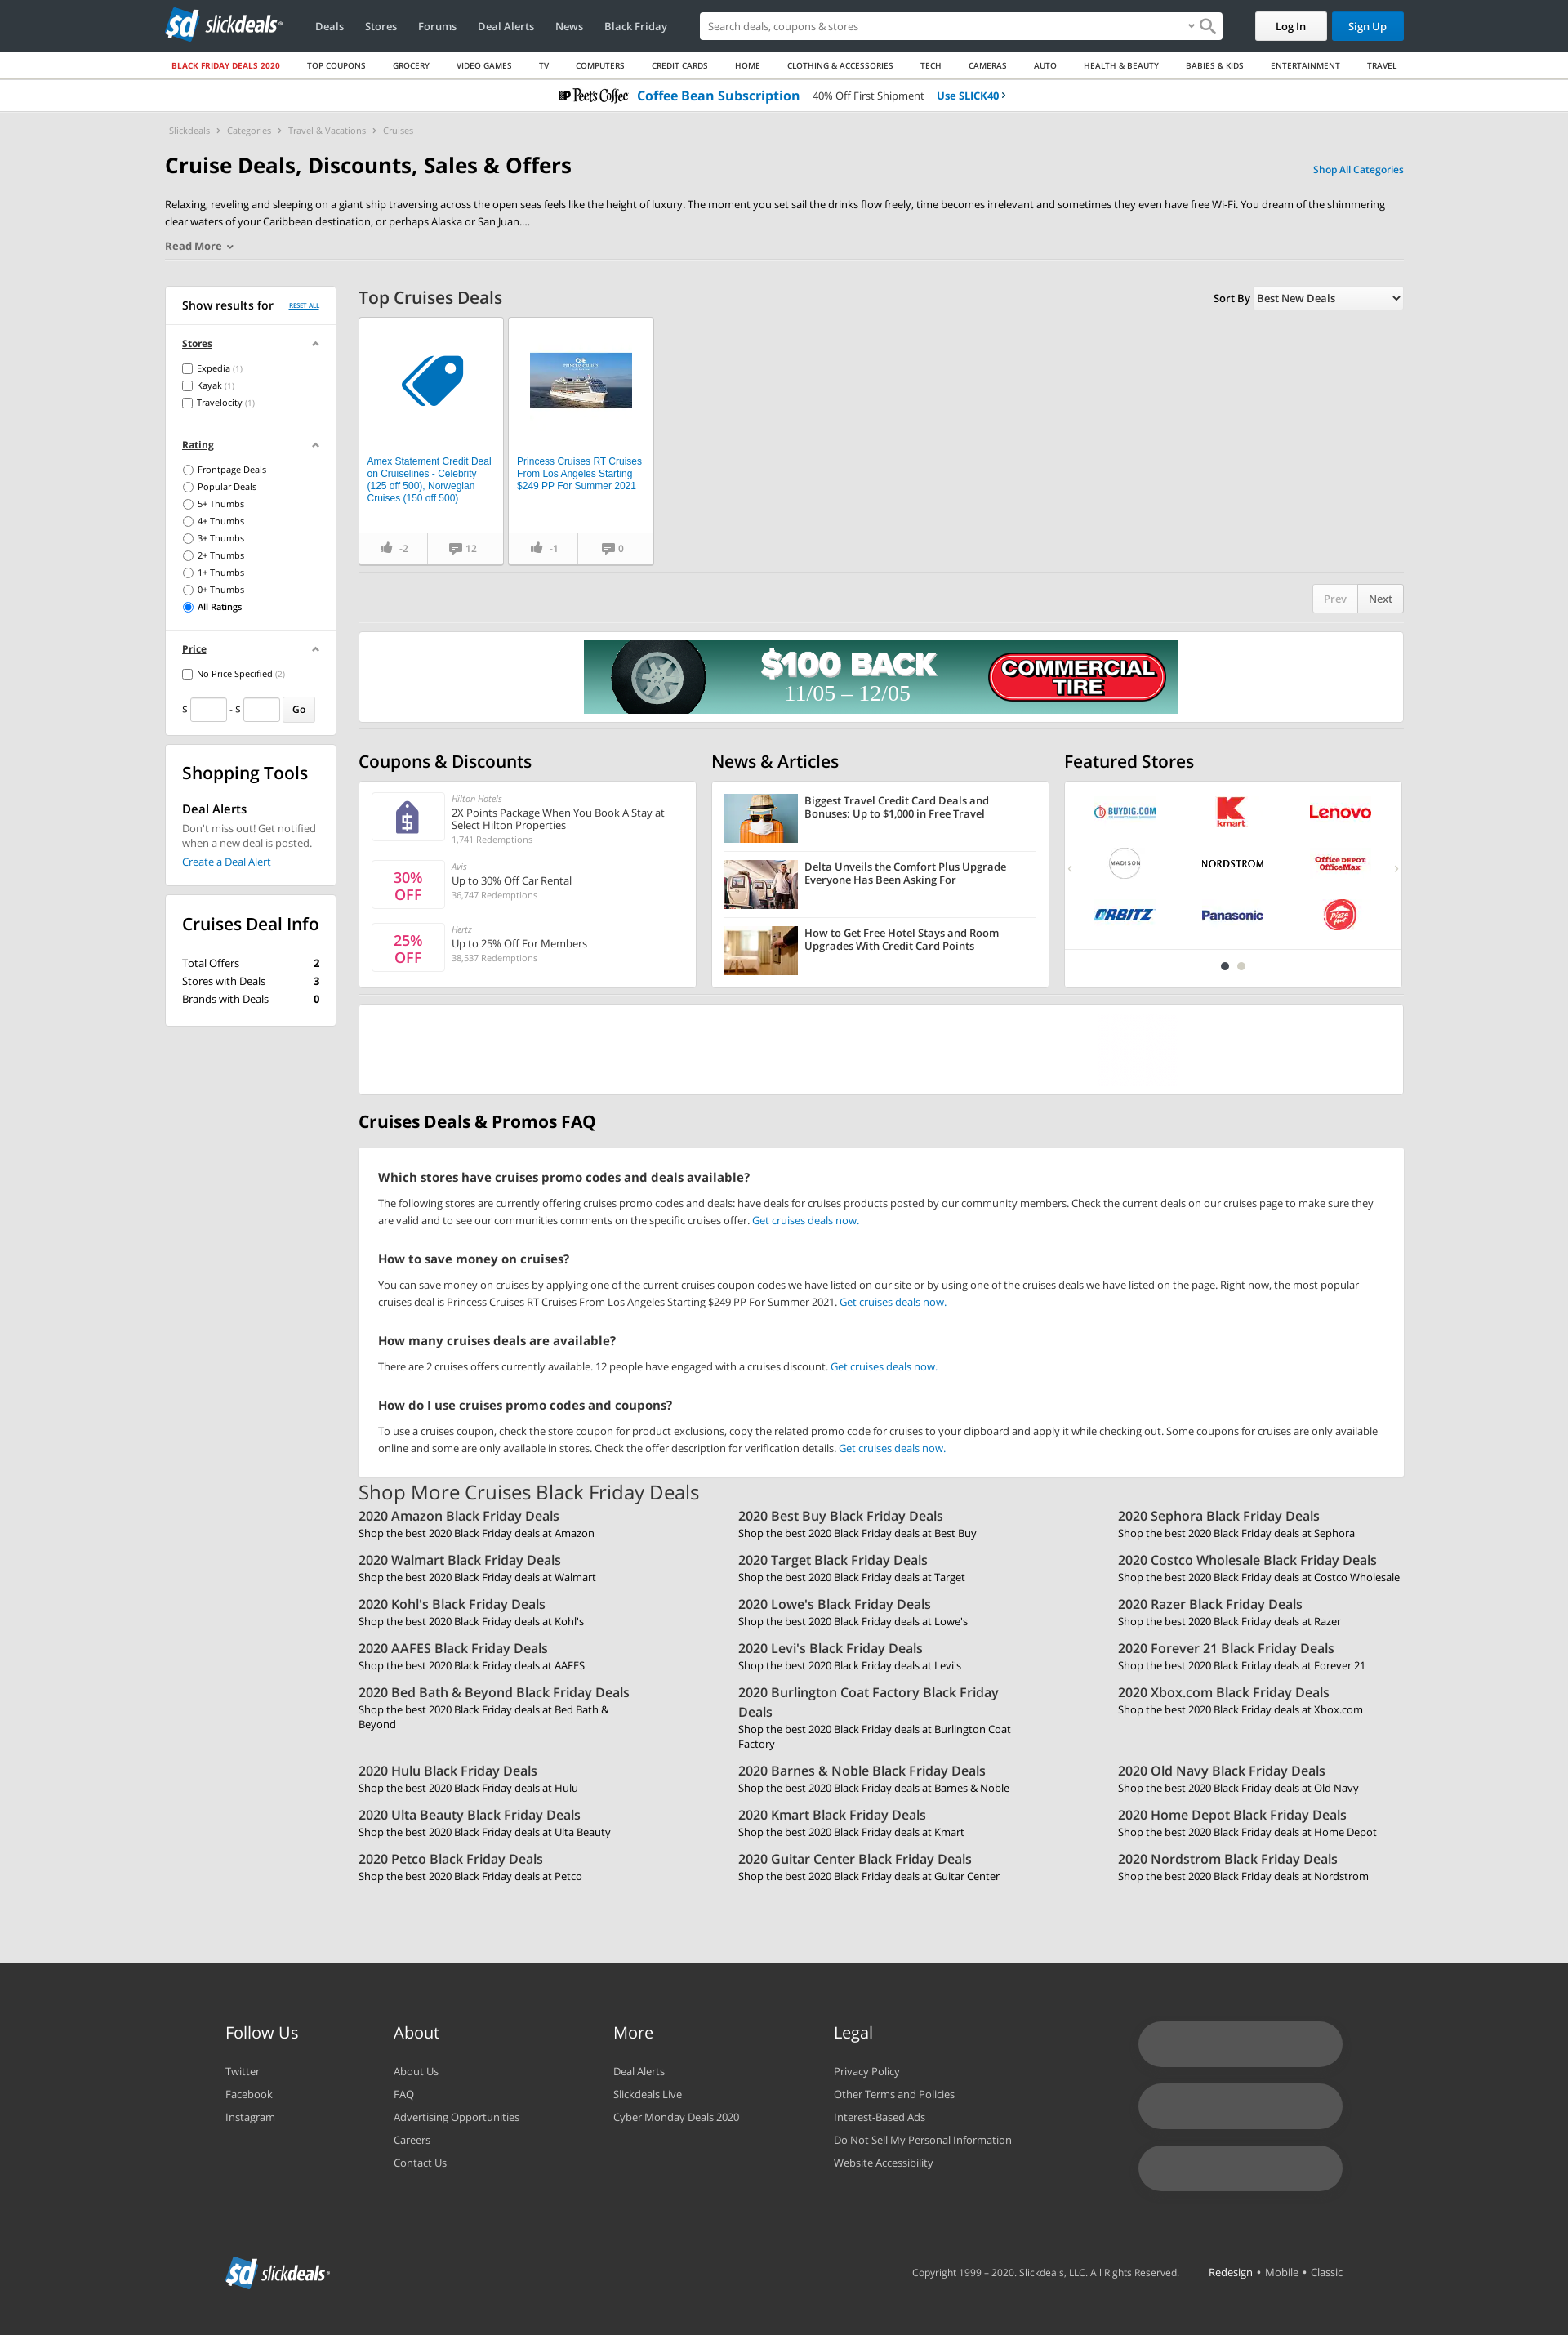 sd slickdeals
Deals Stores Forums Deal Alerts News Black Friday
Search deals, coupons & stores
Log In
Sign Up
BLACK FRIDAY DEALS 2020 TOP COUPONS GROCERY VIDEO GAMES TV COMPUTERS CREDIT CARDS HOME CLOTHING & ACCESSORIES TECH CAMERAS AUTO HEALTH & BEAUTY BABIES & KIDS ENTERTAINMENT TRAVEL
Peet's Coffee Coffee Bean Subscription 40% Off First Shipment Use SLICK40 ›
Slickdeals › Categories › Travel & Vacations › Cruises
Cruise Deals, Discounts, Sales & Offers
Shop All Categories
Relaxing, reveling and sleeping on a giant ship traversing across the open seas feels like the height of luxury. The moment you set sail the drinks flow freely, time becomes irrelevant and sometimes they even have free Wi-Fi. You dream of the shimmering
clear waters of your Caribbean destination, or perhaps Alaska or San Juan....
Read More
Show results for
RESET ALL
Stores
Expedia (1)
Kayak (1)
Travelocity (1)
Rating
Frontpage Deals
Popular Deals
5+ Thumbs
4+ Thumbs
3+ Thumbs
2+ Thumbs
1+ Thumbs
0+ Thumbs
All Ratings
Price
No Price Specified (2)
$ - $ Go
Shopping Tools
Deal Alerts
Don't miss out! Get notified
when a new deal is posted.
Create a Deal Alert
Cruises Deal Info
Total Offers 2
Stores with Deals 3
Brands with Deals 0
Top Cruises Deals
Sort By Best New Deals
Amex Statement Credit Deal
on Cruiselines - Celebrity
(125 off 500), Norwegian
Cruises (150 off 500)
-2 12
Princess Cruises RT Cruises
From Los Angeles Starting
$249 PP For Summer 2021
-1 0
Prev Next
$100 BACK
11/05 – 12/05
COMMERCIAL
TIRE
Coupons & Discounts
Hilton Hotels
2X Points Package When You Book A Stay at
Select Hilton Properties
1,741 Redemptions
30%
OFF
Avis
Up to 30% Off Car Rental
36,747 Redemptions
25%
OFF
Hertz
Up to 25% Off For Members
38,537 Redemptions
News & Articles
Biggest Travel Credit Card Deals and
Bonuses: Up to $1,000 in Free Travel
Delta Unveils the Comfort Plus Upgrade
Everyone Has Been Asking For
How to Get Free Hotel Stays and Room
Upgrades With Credit Card Points
Featured Stores
BUYDIG.COM
kmart
Lenovo
MADISON
NORDSTROM
Office DEPOT
OfficeMax
ORBITZ
Panasonic
Pizza Hut
Cruises Deals & Promos FAQ
Which stores have cruises promo codes and deals available?
The following stores are currently offering cruises promo codes and deals: have deals for cruises products posted by our community members. Check the current deals on our cruises page to make sure they
are valid and to see our communities comments on the specific cruises offer. Get cruises deals now.
How to save money on cruises?
You can save money on cruises by applying one of the current cruises coupon codes we have listed on our site or by using one of the cruises deals we have listed on the page. Right now, the most popular
cruises deal is Princess Cruises RT Cruises From Los Angeles Starting $249 PP For Summer 2021. Get cruises deals now.
How many cruises deals are available?
There are 2 cruises offers currently available. 12 people have engaged with a cruises discount. Get cruises deals now.
How do I use cruises promo codes and coupons?
To use a cruises coupon, check the store coupon for product exclusions, copy the related promo code for cruises to your clipboard and apply it while checking out. Some coupons for cruises are only available
online and some are only available in stores. Check the offer description for verification details. Get cruises deals now.
Shop More Cruises Black Friday Deals
2020 Amazon Black Friday Deals
Shop the best 2020 Black Friday deals at Amazon
2020 Best Buy Black Friday Deals
Shop the best 2020 Black Friday deals at Best Buy
2020 Sephora Black Friday Deals
Shop the best 2020 Black Friday deals at Sephora
2020 Walmart Black Friday Deals
Shop the best 2020 Black Friday deals at Walmart
2020 Target Black Friday Deals
Shop the best 2020 Black Friday deals at Target
2020 Costco Wholesale Black Friday Deals
Shop the best 2020 Black Friday deals at Costco Wholesale
2020 Kohl's Black Friday Deals
Shop the best 2020 Black Friday deals at Kohl's
2020 Lowe's Black Friday Deals
Shop the best 2020 Black Friday deals at Lowe's
2020 Razer Black Friday Deals
Shop the best 2020 Black Friday deals at Razer
2020 AAFES Black Friday Deals
Shop the best 2020 Black Friday deals at AAFES
2020 Levi's Black Friday Deals
Shop the best 2020 Black Friday deals at Levi's
2020 Forever 21 Black Friday Deals
Shop the best 2020 Black Friday deals at Forever 21
2020 Bed Bath & Beyond Black Friday Deals
Shop the best 2020 Black Friday deals at Bed Bath &
Beyond
2020 Burlington Coat Factory Black Friday
Deals
Shop the best 2020 Black Friday deals at Burlington Coat
Factory
2020 Xbox.com Black Friday Deals
Shop the best 2020 Black Friday deals at Xbox.com
2020 Hulu Black Friday Deals
Shop the best 2020 Black Friday deals at Hulu
2020 Barnes & Noble Black Friday Deals
Shop the best 2020 Black Friday deals at Barnes & Noble
2020 Old Navy Black Friday Deals
Shop the best 2020 Black Friday deals at Old Navy
2020 Ulta Beauty Black Friday Deals
Shop the best 2020 Black Friday deals at Ulta Beauty
2020 Kmart Black Friday Deals
Shop the best 2020 Black Friday deals at Kmart
2020 Home Depot Black Friday Deals
Shop the best 2020 Black Friday deals at Home Depot
2020 Petco Black Friday Deals
Shop the best 2020 Black Friday deals at Petco
2020 Guitar Center Black Friday Deals
Shop the best 2020 Black Friday deals at Guitar Center
2020 Nordstrom Black Friday Deals
Shop the best 2020 Black Friday deals at Nordstrom
Follow Us
Twitter
Facebook
Instagram
About
About Us
FAQ
Advertising Opportunities
Careers
Contact Us
More
Deal Alerts
Slickdeals Live
Cyber Monday Deals 2020
Legal
Privacy Policy
Other Terms and Policies
Interest-Based Ads
Do Not Sell My Personal Information
Website Accessibility
sd slickdeals
Copyright 1999 – 2020. Slickdeals, LLC. All Rights Reserved.
Redesign • Mobile • Classic